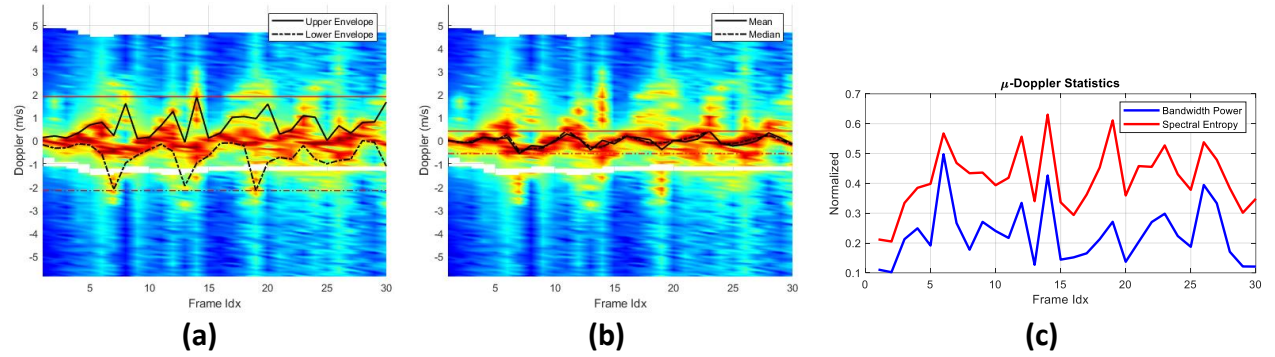 5
4
3
2
1
0
-1
-2
-3
-4
-5
Doppler (m/s)
Upper Envelope
Lower Envelope
5 10 15 20 25 30
Frame Idx
(a)
5
4
3
2
1
0
-1
-2
-3
-4
-5
Doppler (m/s)
Mean
Median
5 10 15 20 25 30
Frame Idx
(b)
μ-Doppler Statistics
0.7
0.6
0.5
0.4
0.3
0.2
0.1
Normalized
Bandwidth Power
Spectral Entropy
0 5 10 15 20 25 30
Frame Idx
(c)